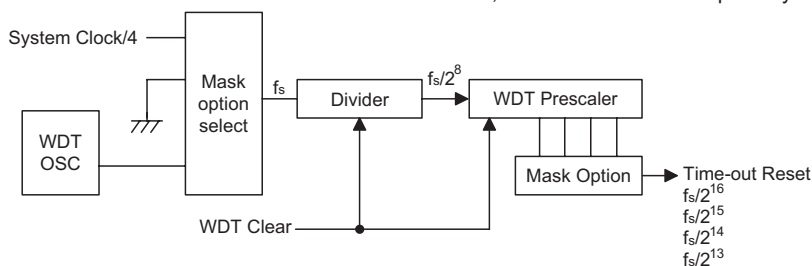 System Clock/4
Mask
option
select
WDT
OSC
fs
Divider
fs/2^8
WDT Prescaler
Mask Option
WDT Clear
Time-out Reset
fs/2^16
fs/2^15
fs/2^14
fs/2^13